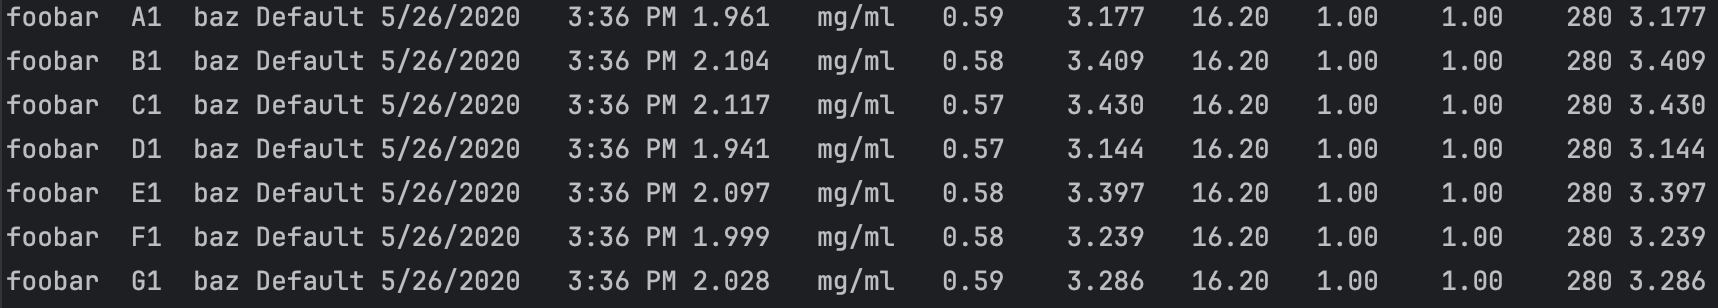 foobar  A1  baz Default 5/26/2020   3:36 PM 1.961   mg/ml   0.59    3.177   16.20   1.00    1.00    280 3.177
foobar  B1  baz Default 5/26/2020   3:36 PM 2.104   mg/ml   0.58    3.409   16.20   1.00    1.00    280 3.409
foobar  C1  baz Default 5/26/2020   3:36 PM 2.117   mg/ml   0.57    3.430   16.20   1.00    1.00    280 3.430
foobar  D1  baz Default 5/26/2020   3:36 PM 1.941   mg/ml   0.57    3.144   16.20   1.00    1.00    280 3.144
foobar  E1  baz Default 5/26/2020   3:36 PM 2.097   mg/ml   0.58    3.397   16.20   1.00    1.00    280 3.397
foobar  F1  baz Default 5/26/2020   3:36 PM 1.999   mg/ml   0.58    3.239   16.20   1.00    1.00    280 3.239
foobar  G1  baz Default 5/26/2020   3:36 PM 2.028   mg/ml   0.59    3.286   16.20   1.00    1.00    280 3.286